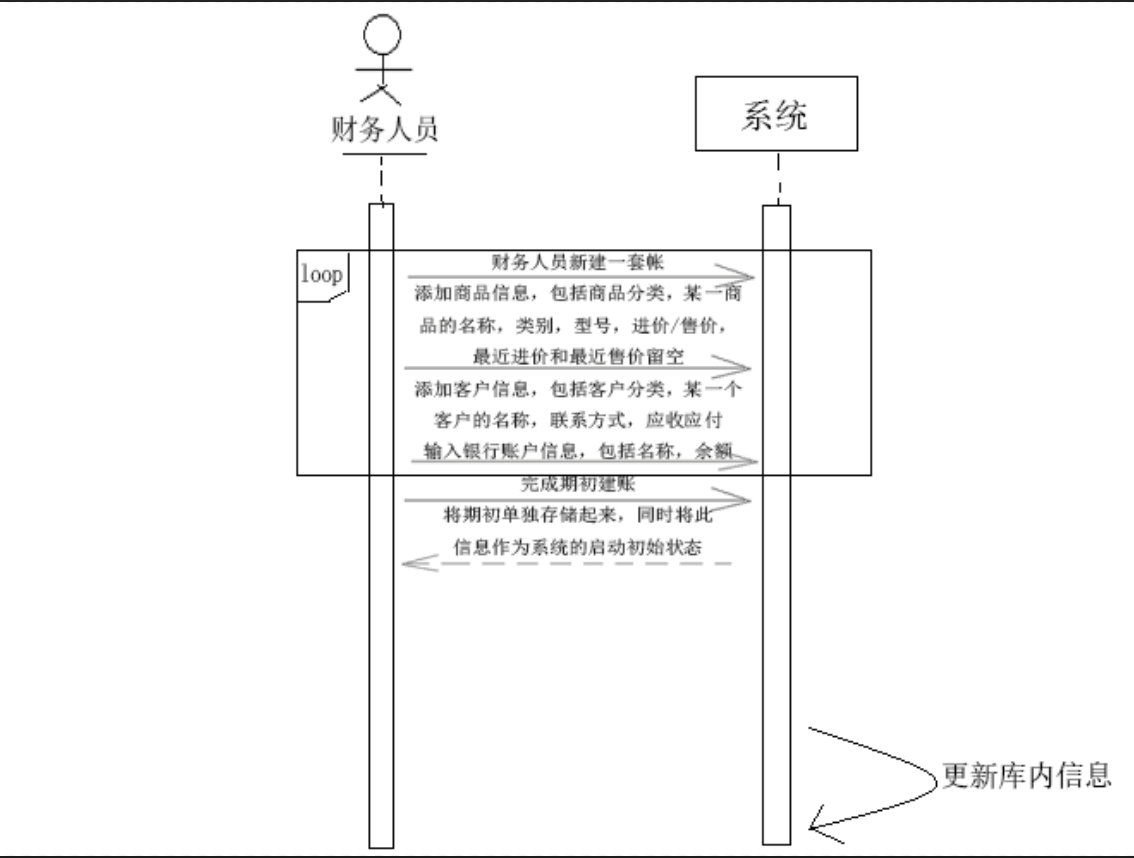 财务人员
系统
loop
财务人员新建一套帐
添加商品信息，包括商品分类，某一商
品的名称，类别，型号，进价/售价，
最近进价和最近售价留空
添加客户信息，包括客户分类，某一个
客户的名称，联系方式，应收应付
输入银行账户信息，包括名称，余额
完成期初建账
将期初单独存储起来，同时将此
信息作为系统的启动初始状态
更新库内信息